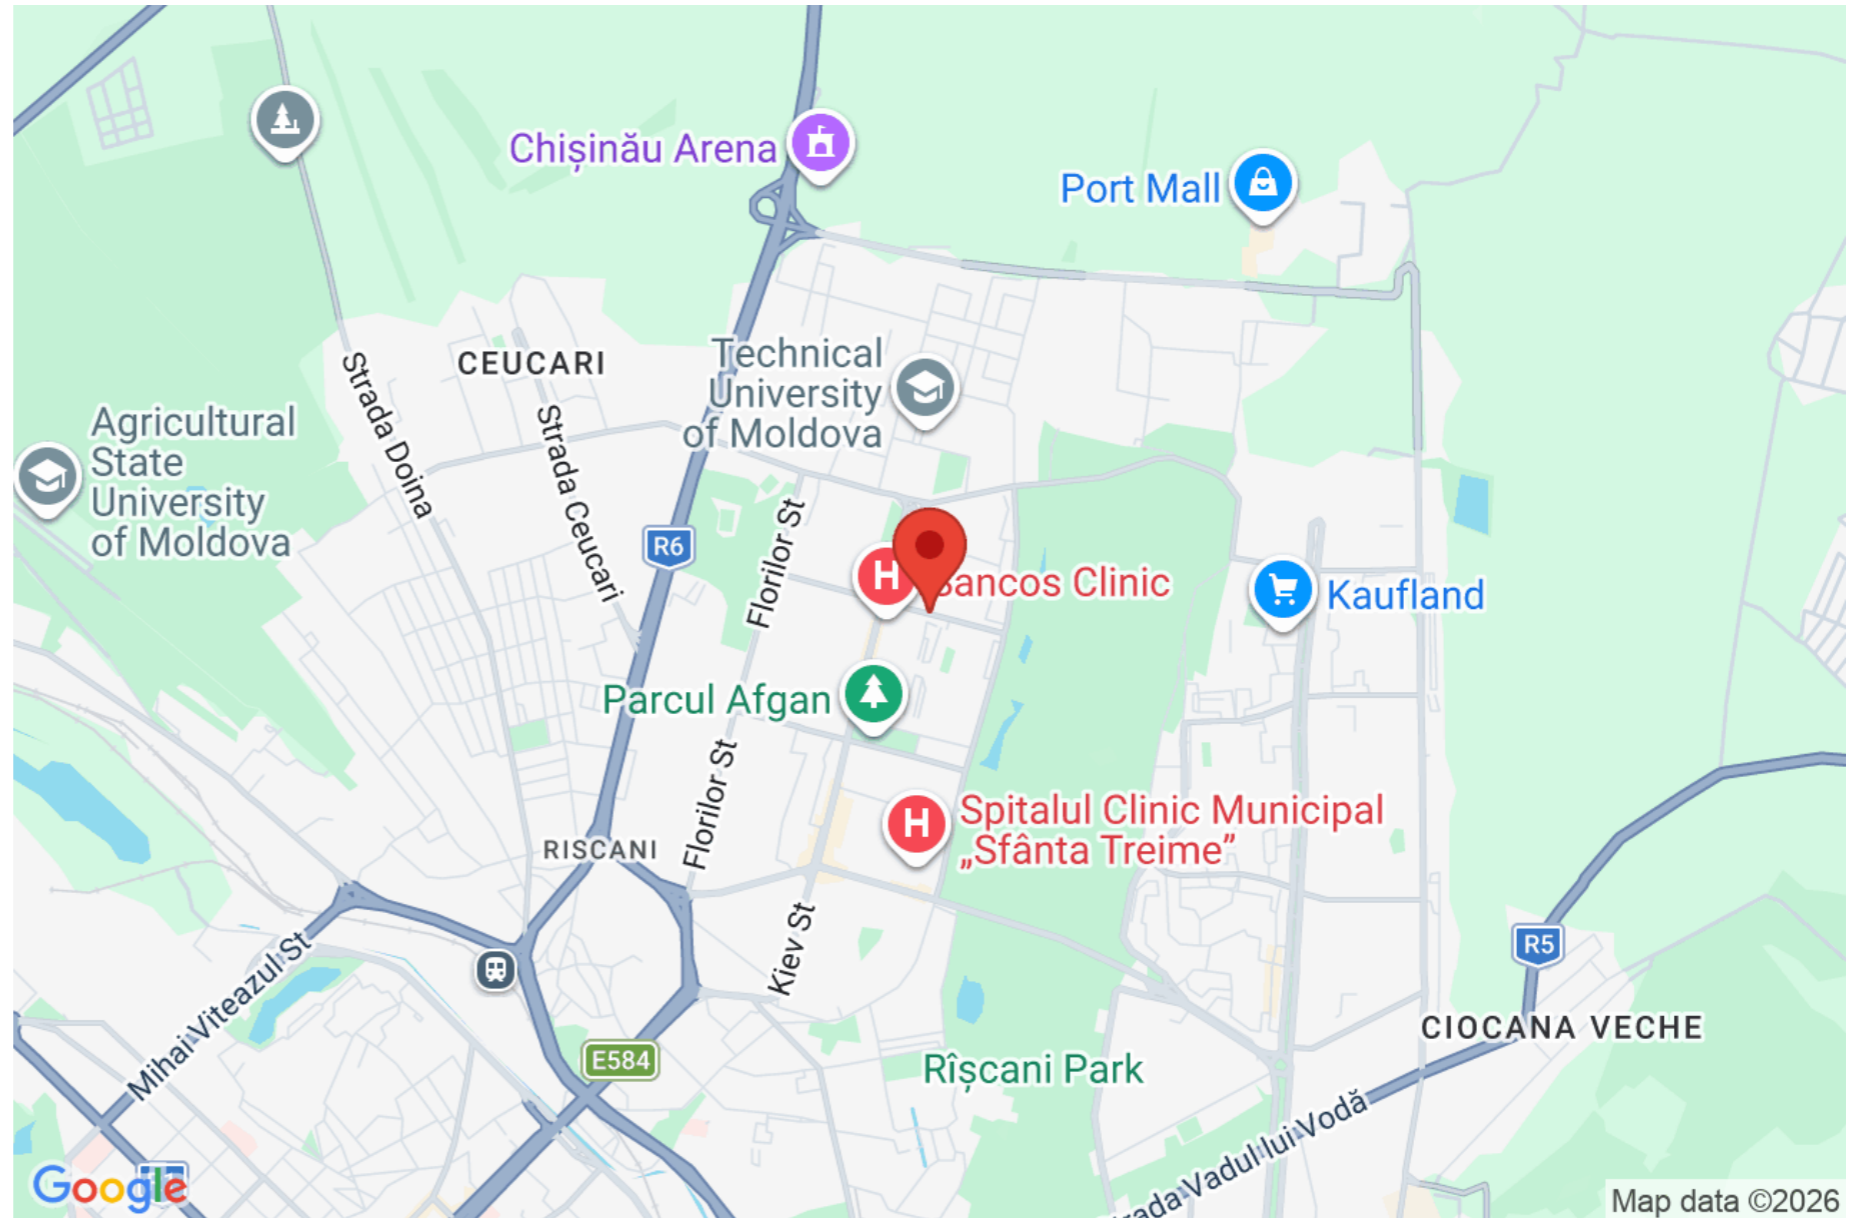 Chișinău Arena
Port Mall
CEUCARI
Technical
University
of Moldova
Strada Doina
Strada Ceucari
Agricultural
State
University
of Moldova
R6
Florilor St
H
Sancos Clinic
Kaufland
Parcul Afgan
Florilor St
H
Spitalul Clinic Municipal
„Sfânta Treime”
RISCANI
Kiev St
R5
Mihai Viteazul St
CIOCANA VECHE
E584
Rîșcani Park
Vadul lui Vodă
Google
Map data ©2026